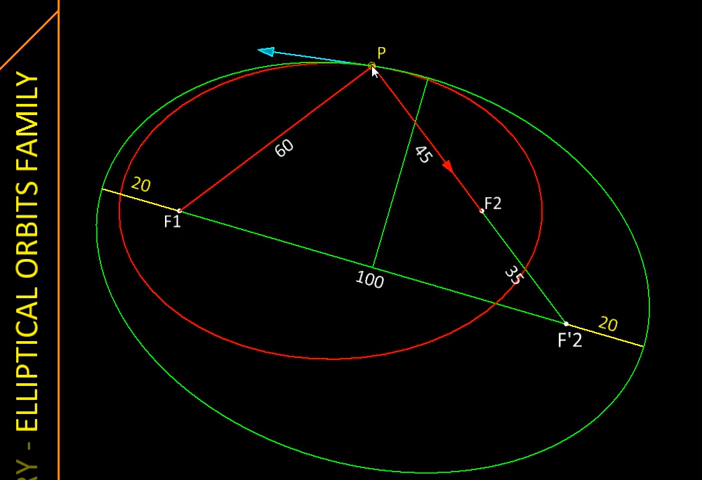 RY - ELLIPTICAL ORBITS FAMILY
P
60
45
20
F2
F1
100
35
20
F'2